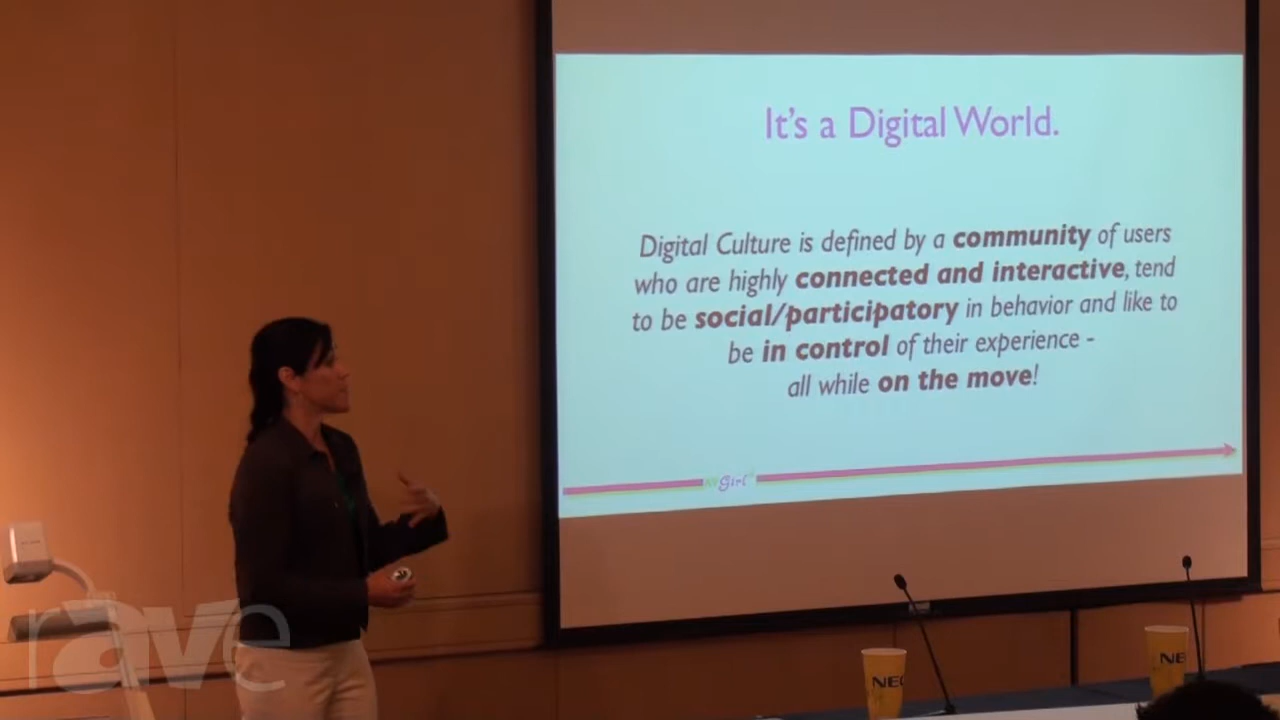 It's a Digital World.
Digital Culture is defined by a community of users
who are highly connected and interactive, tend
to be social/participatory in behavior and like to
be in control of their experience -
all while on the move!
Girl
rave
NEC
NE